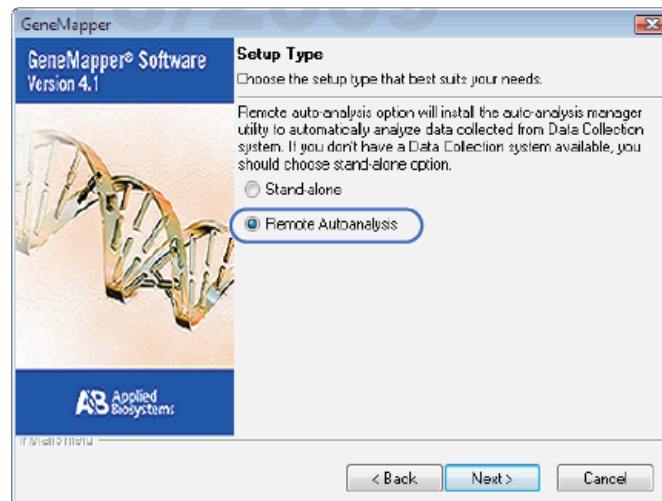 GeneMapper
GeneMapper® Software
Version 4.1
Setup Type
Choose the setup type that best suits your needs.
Remote auto-analysis option will install the auto-analysis manager
utility to automatically analyze data collected from Data Collection
system. If you don't have a Data Collection system available, you
should choose stand-alone option.
Stand-alone
Remote Autoanalysis
AB Applied
Biosystems
InstallShield
< Back
Next >
Cancel